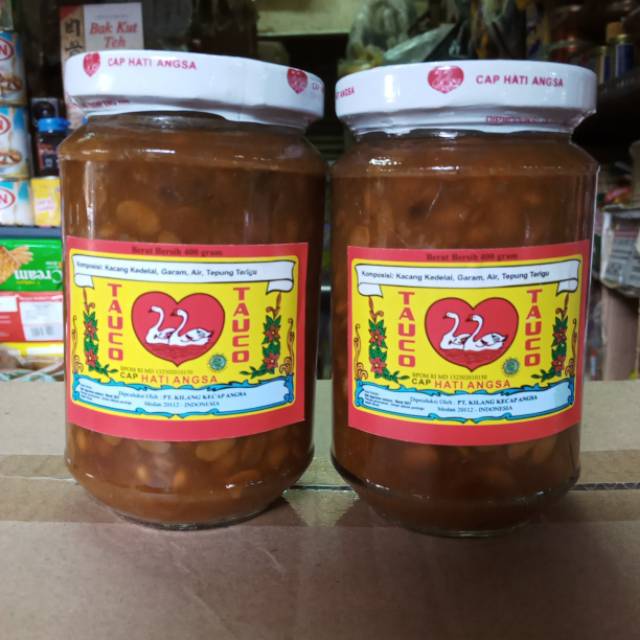 Bak Kut
Teh
CAP HATI ANGSA
Berat Bersih 400 gram
Komposisi: Kacang Kedelai, Garam, Air, Tepung Terigu
TAUCO
TAUCO
CAP HATI ANGSA
Diproduksi Oleh : PT. KILANG KECAP ANGSA
Medan 20112 - INDONESIA
CAP HATI ANGSA
Berat Bersih 400 gram
Komposisi: Kacang Kedelai, Garam, Air, Tepung Terigu
TAUCO
TAUCO
CAP HATI ANGSA
Diproduksi Oleh : PT. KILANG KECAP ANGSA
Medan 20112 - INDONESIA
Cream